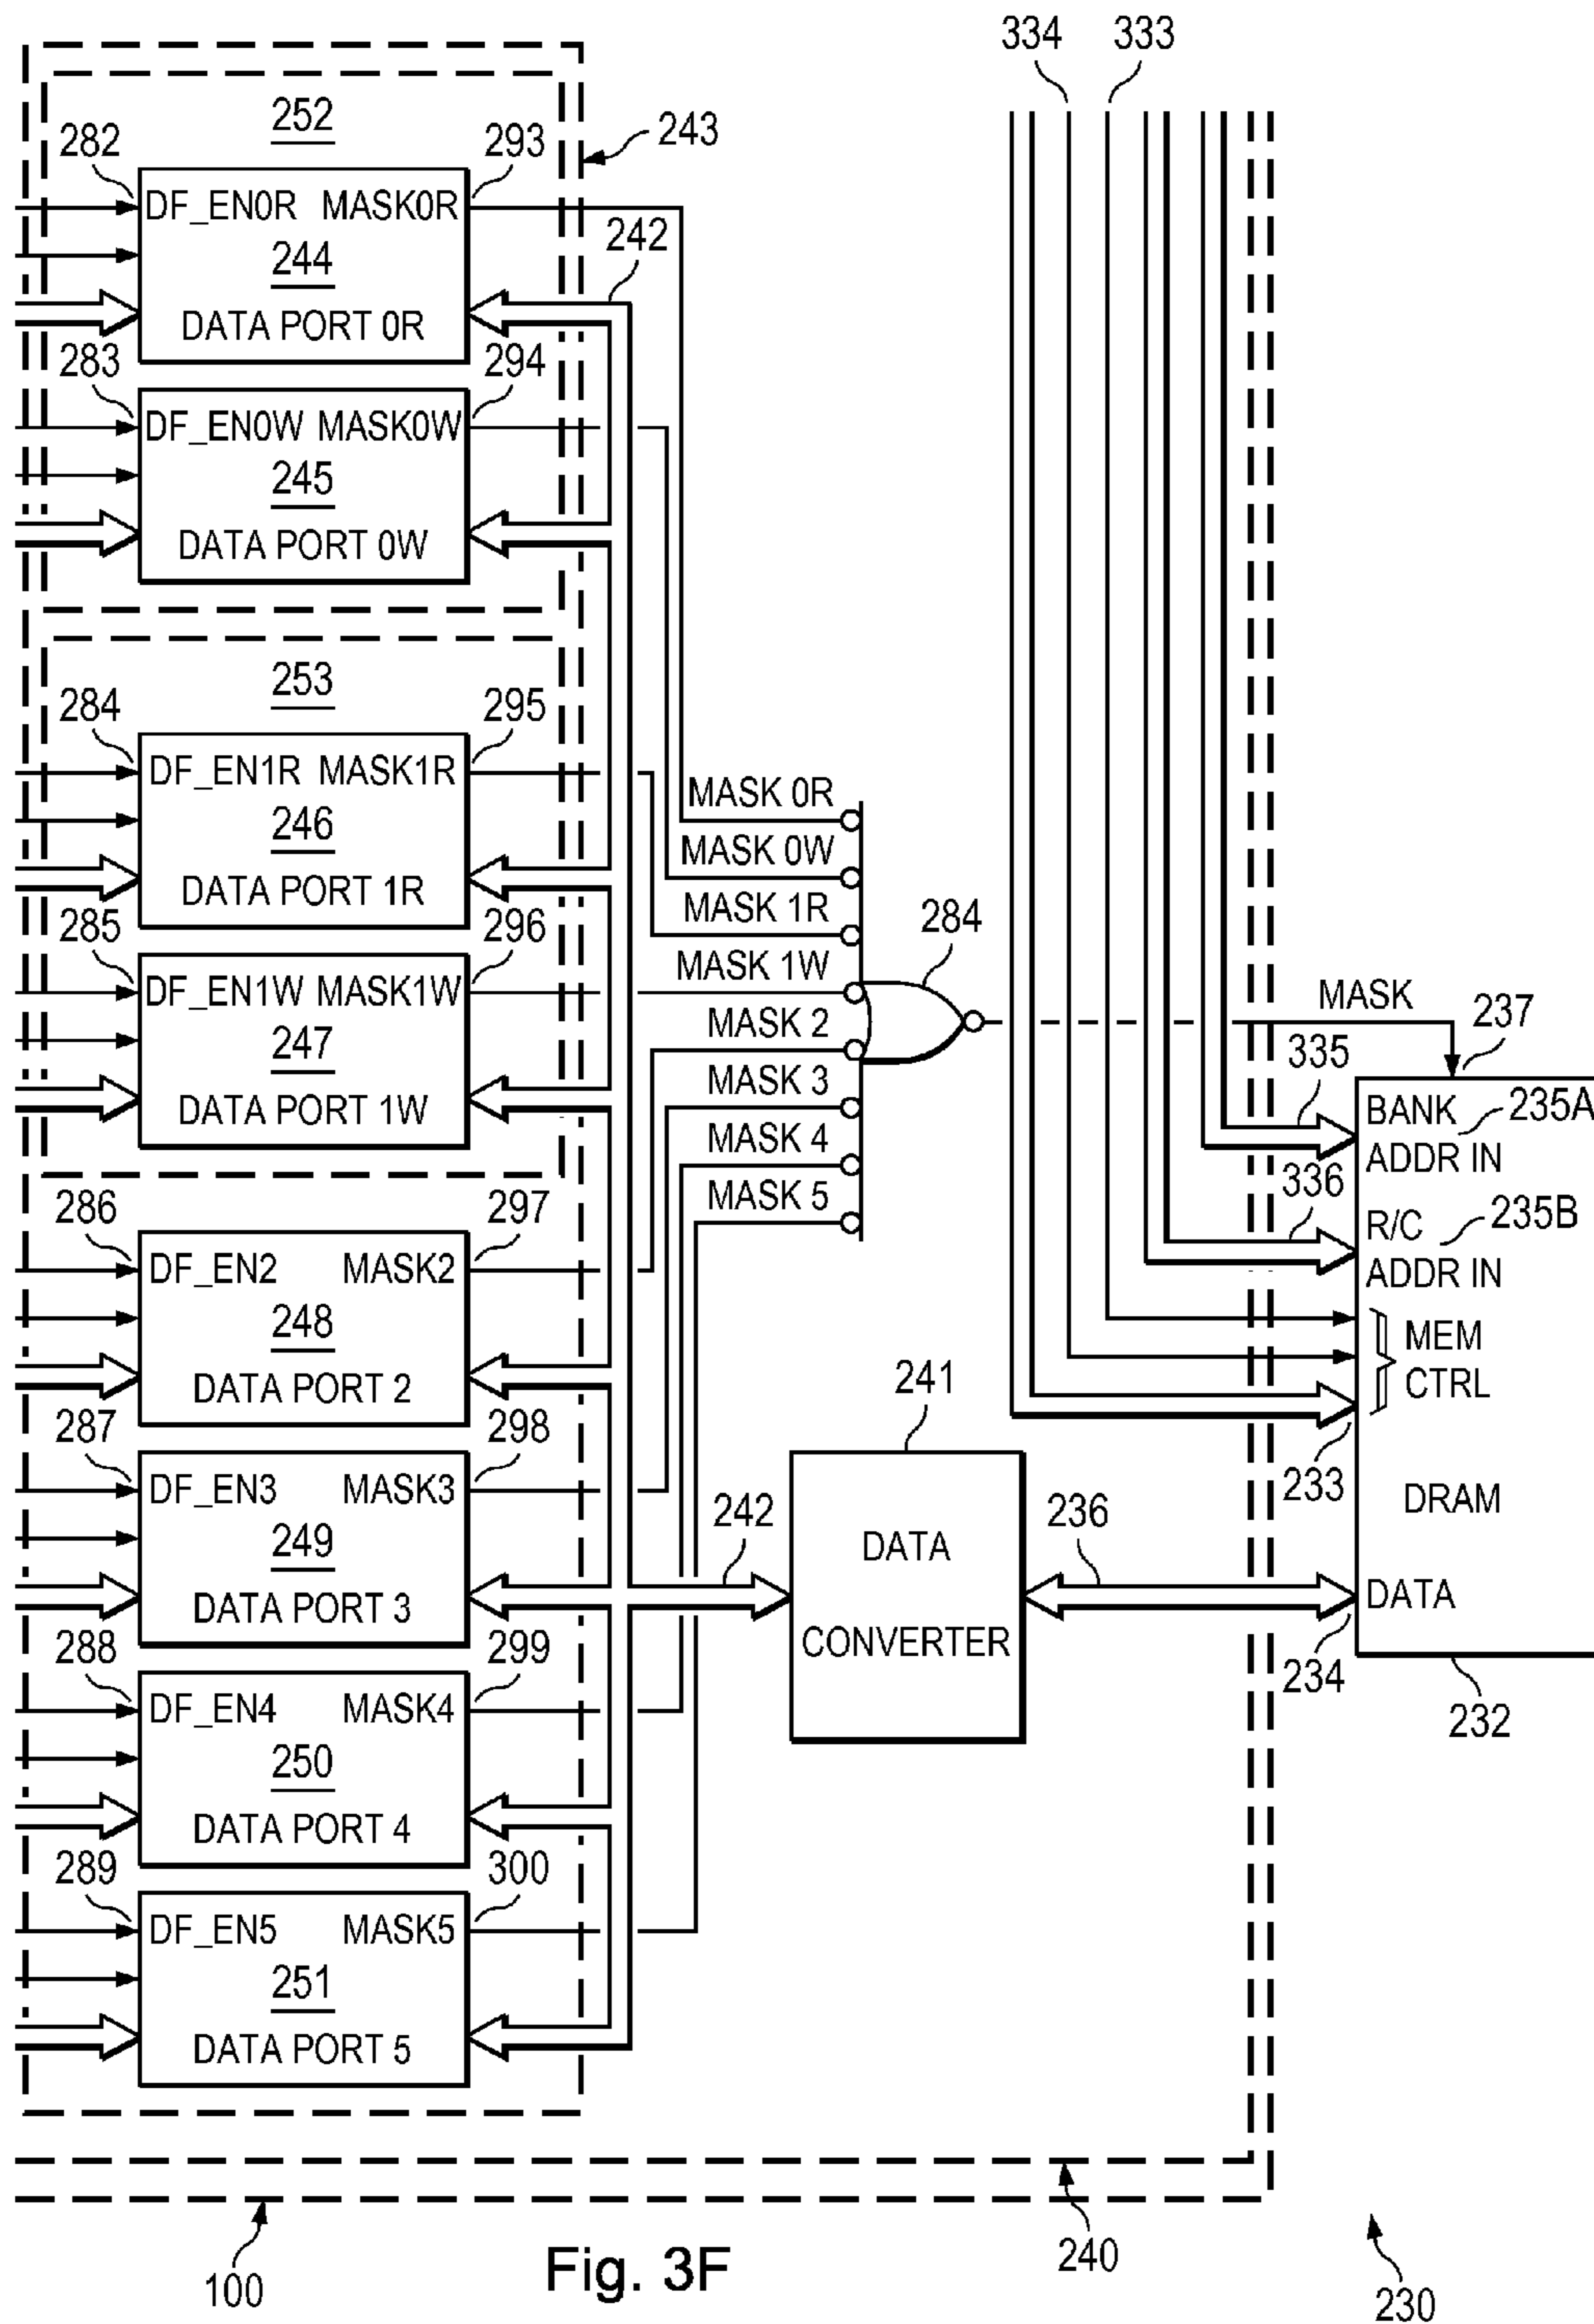 334 333
252
243
282 293
DF_EN0R MASK0R
242
244
DATA PORT 0R
283 294
DF_EN0W MASK0W
245
DATA PORT 0W
253
284 295
DF_EN1R MASK1R
246
DATA PORT 1R
285 296
DF_EN1W MASK1W
247
DATA PORT 1W
286 297
DF_EN2 MASK2
248
DATA PORT 2
287 298
DF_EN3 MASK3
249
DATA PORT 3
288 299
DF_EN4 MASK4
250
DATA PORT 4
289 300
DF_EN5 MASK5
251
DATA PORT 5
MASK 0R
MASK 0W
MASK 1R
MASK 1W
MASK 2
MASK 3
MASK 4
MASK 5
284
MASK
237
335
BANK
ADDR IN
235A
336
R/C
ADDR IN
235B
MEM
CTRL
233
DRAM
241
242
DATA
CONVERTER
236
DATA
234
232
100
240
230
Fig. 3F